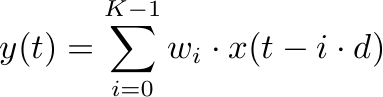 y(t) = \sum_{i=0}^{K-1} w_i \cdot x(t - i \cdot d)